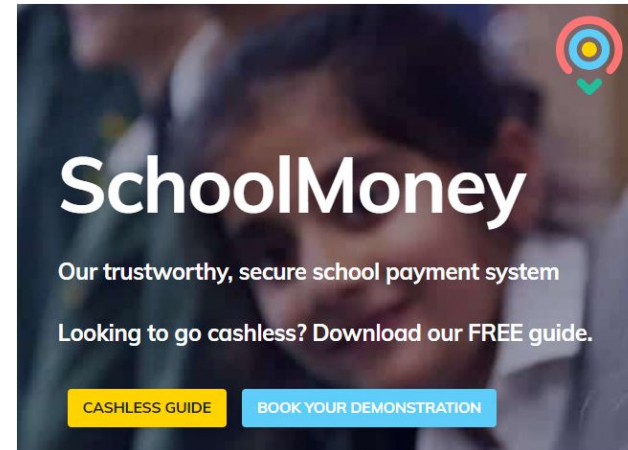 SchoolMoney
Our trustworthy, secure school payment system
Looking to go cashless? Download our FREE guide.
CASHLESS GUIDE
BOOK YOUR DEMONSTRATION